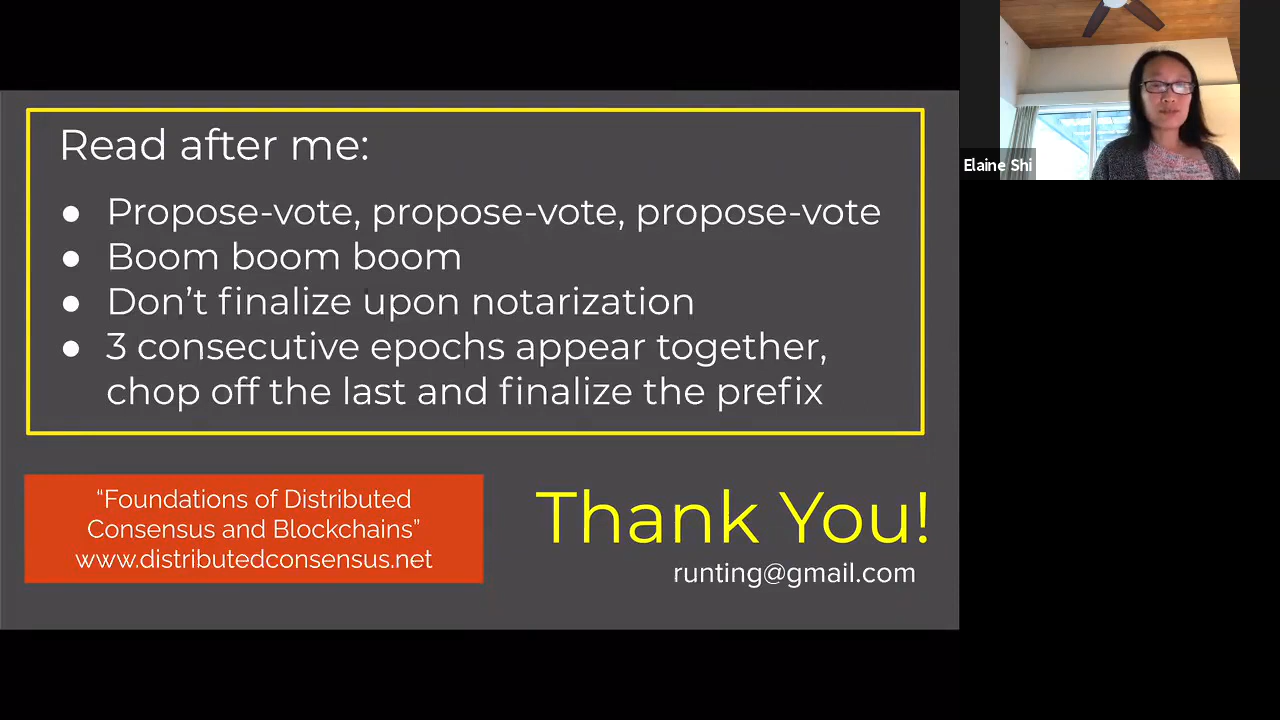 Read after me:
● Propose-vote, propose-vote, propose-vote
● Boom boom boom
● Don’t finalize upon notarization
● 3 consecutive epochs appear together,
chop off the last and finalize the prefix
“Foundations of Distributed
Consensus and Blockchains”
www.distributedconsensus.net
Thank You!
runting@gmail.com
Elaine Shi